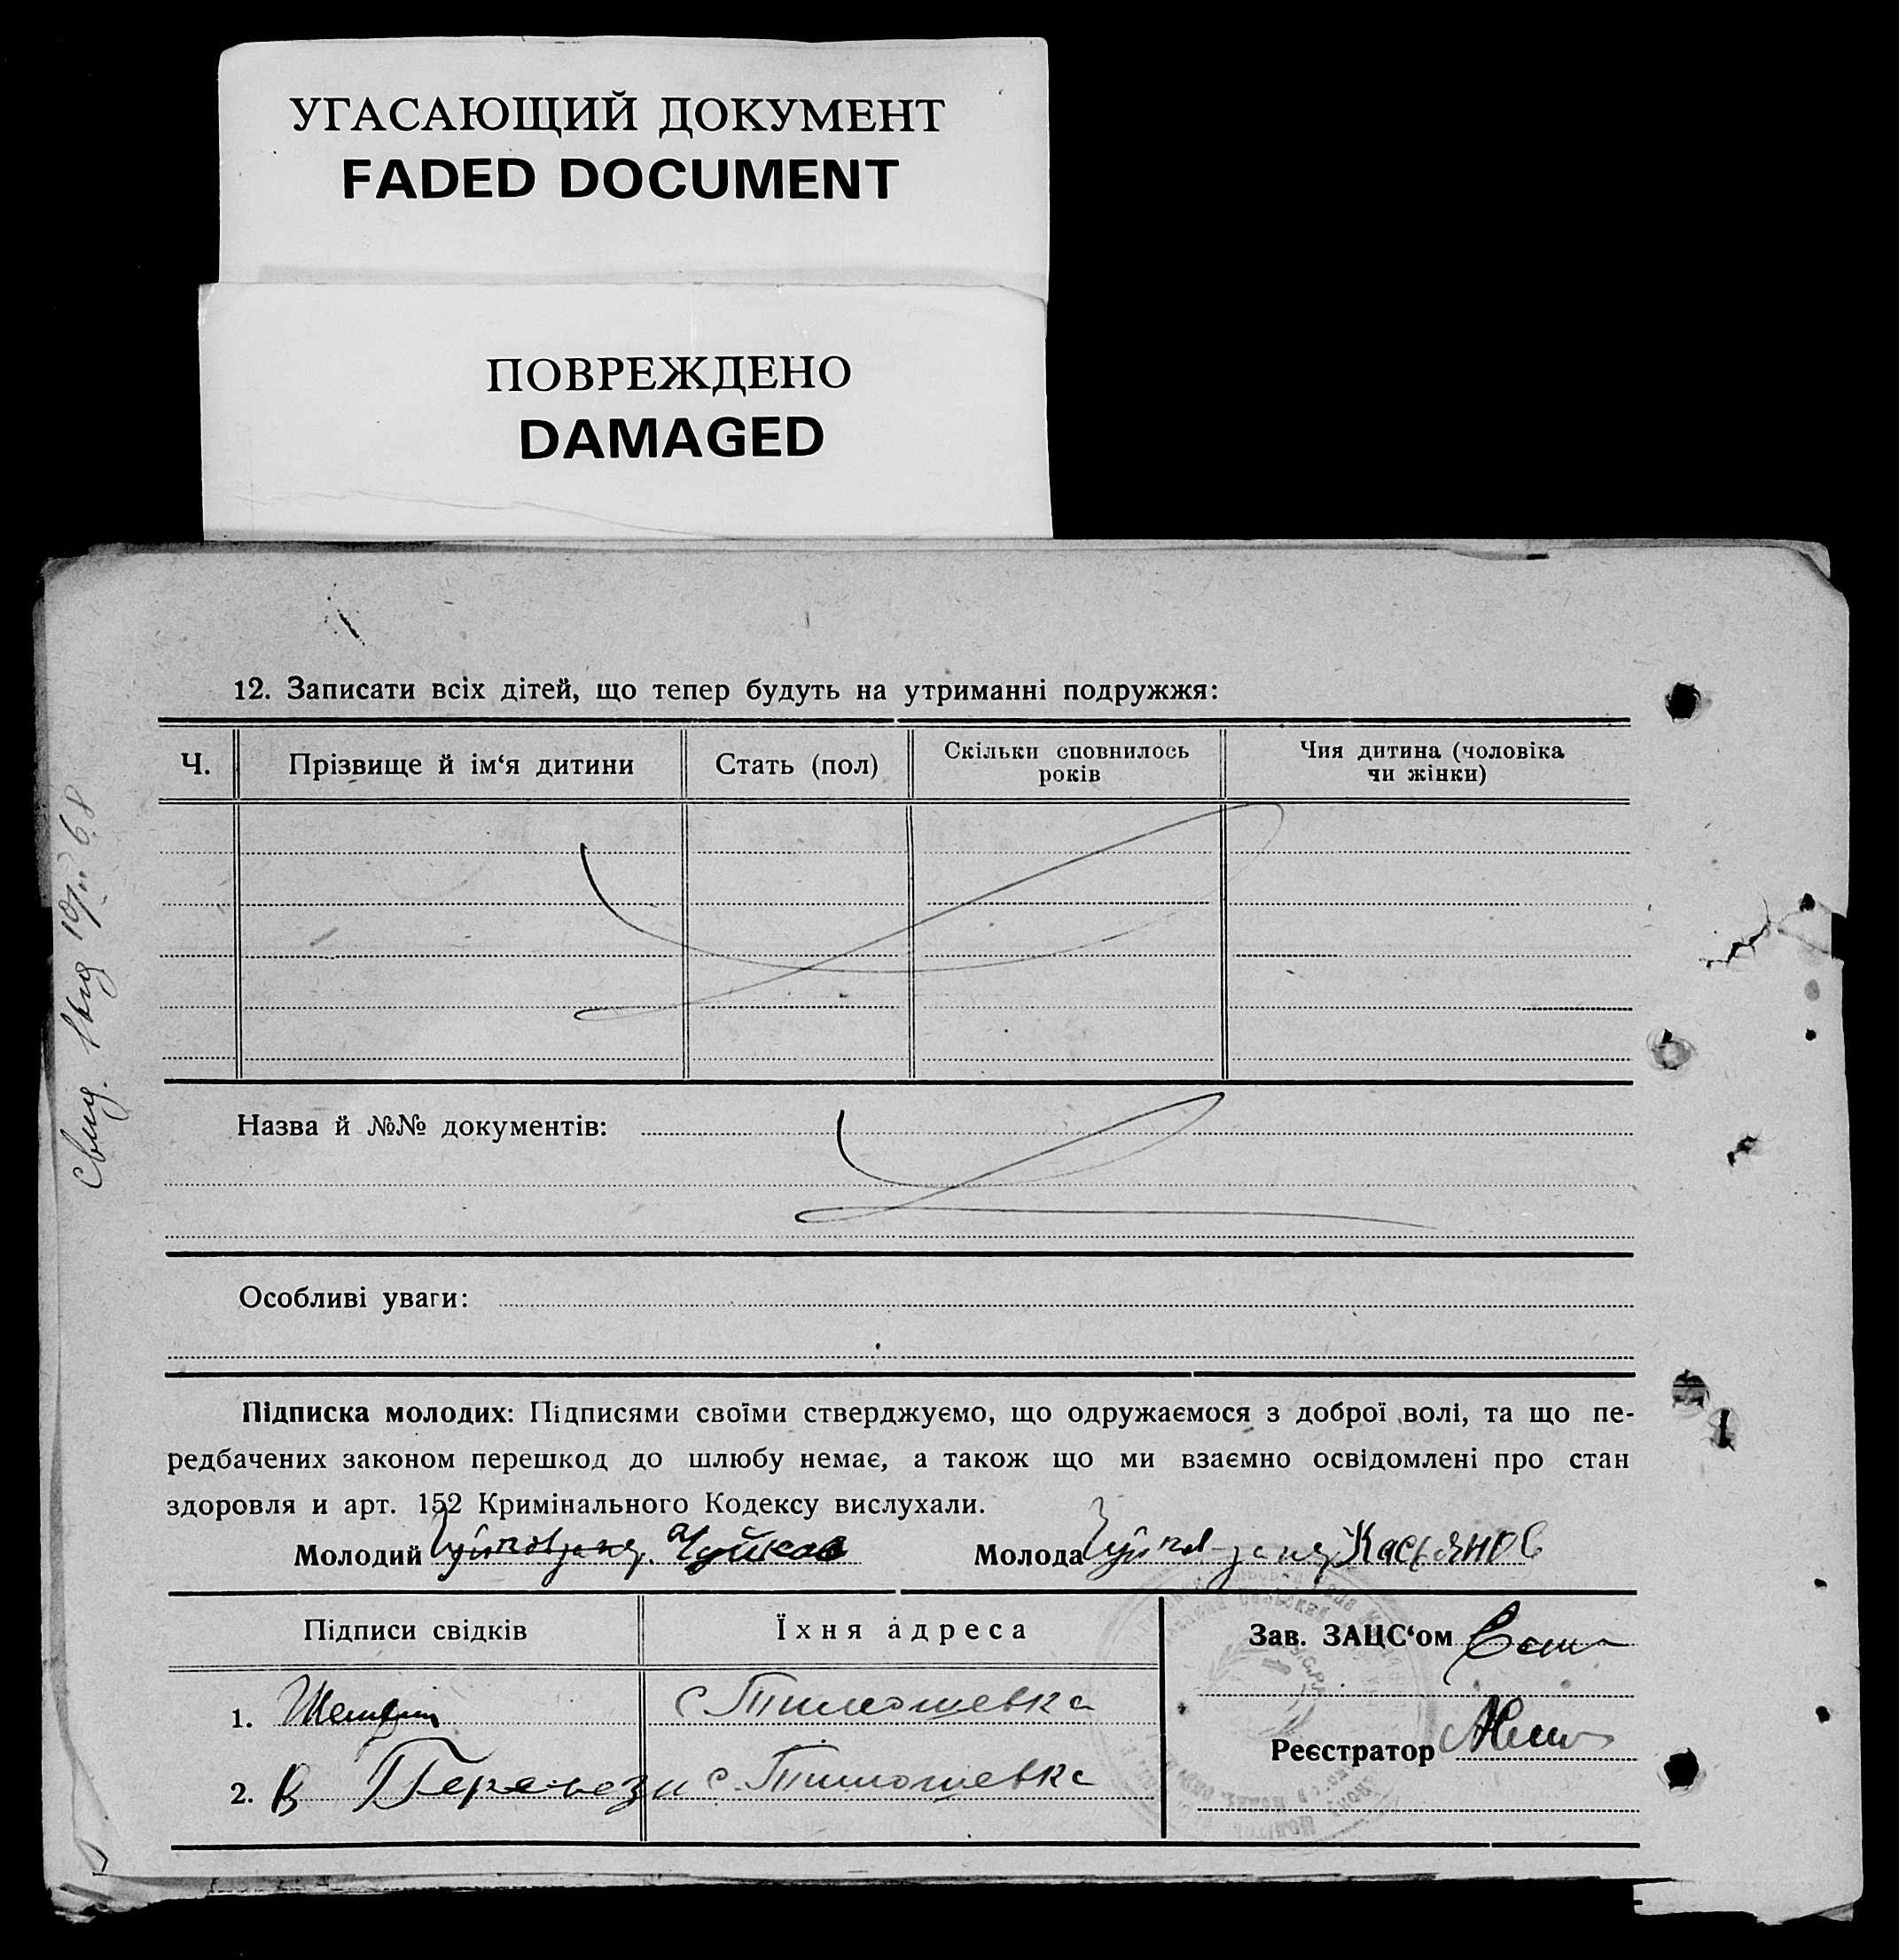 УГАСАЮЩИЙ ДОКУМЕНТ
FADED DOCUMENT
ПОВРЕЖДЕНО
DAMAGED
12. Записати всіх дітей, що тепер будуть на утриманні подружжя:
Ч.
Прізвище й ім‘я дитини
Стать (пол)
Скільки сповнилось
років
Чия дитина (чоловіка
чи жінки)
Назва й №№ документів:
Особливі уваги:
Підписка молодих: Підписями своїми стверджуємо, що одружаємося з доброї волі, та що пе-
редбачених законом перешкод до шлюбу немає, а також що ми взаємно освідомлені про стан
здоровля и арт. 152 Кримінального Кодексу вислухали.
Молодий Чуйков
Молода Касьянов
Підписи свідків
Їхня адреса
Зав. ЗАЦС‘ом
1. с Тимошевка
Реєстратор
2. В с. Тимошевка
Свид.